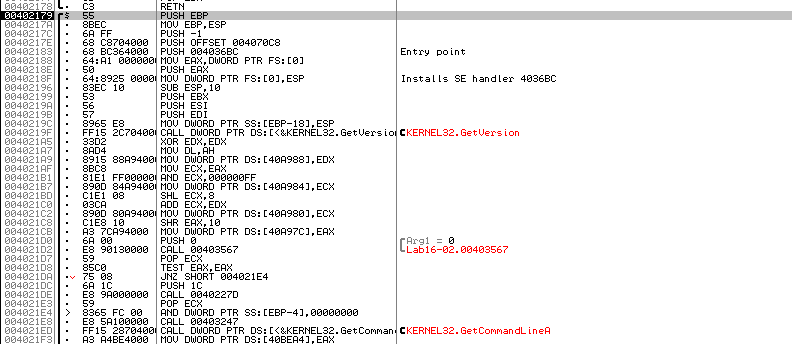 00402178 . C3 RETN
00402179 $ 55 PUSH EBP
0040217A . 8BEC MOV EBP,ESP
0040217C . 6A FF PUSH -1
0040217E . 68 C8704000 PUSH OFFSET 004070C8
00402183 . 68 BC364000 PUSH 004036BC Entry point
00402188 . 64:A1 0000000 MOV EAX,DWORD PTR FS:[0]
0040218E . 50 PUSH EAX
0040218F . 64:8925 00000 MOV DWORD PTR FS:[0],ESP Installs SE handler 4036BC
00402196 . 83EC 10 SUB ESP,10
00402199 . 53 PUSH EBX
0040219A . 56 PUSH ESI
0040219B . 57 PUSH EDI
0040219C . 8965 E8 MOV DWORD PTR SS:[EBP-18],ESP
0040219F . FF15 2C704000 CALL DWORD PTR DS:[<&KERNEL32.GetVersion KERNEL32.GetVersion
004021A5 . 33D2 XOR EDX,EDX
004021A7 . 8AD4 MOV DL,AH
004021A9 . 8915 88A94000 MOV DWORD PTR DS:[40A988],EDX
004021AF . 8BC8 MOV ECX,EAX
004021B1 . 81E1 FF000000 AND ECX,000000FF
004021B7 . 890D 84A94000 MOV DWORD PTR DS:[40A984],ECX
004021BD . C1E1 08 SHL ECX,8
004021C0 . 03CA ADD ECX,EDX
004021C2 . 890D 80A94000 MOV DWORD PTR DS:[40A980],ECX
004021C8 . C1E8 10 SHR EAX,10
004021CB . A3 7CA94000 MOV DWORD PTR DS:[40A97C],EAX
004021D0 . 6A 00 PUSH 0 Arg1 = 0
004021D2 . E8 90130000 CALL 00403567 Lab16-02.00403567
004021D7 . 59 POP ECX
004021D8 . 85C0 TEST EAX,EAX
004021DA . 75 08 JNZ SHORT 004021E4
004021DC . 6A 1C PUSH 1C
004021DE . E8 9A000000 CALL 0040227D
004021E3 . 59 POP ECX
004021E4 > 8365 FC 00 AND DWORD PTR SS:[EBP-4],00000000
004021E8 . E8 5A100000 CALL 00403247
004021ED . FF15 28704000 CALL DWORD PTR DS:[<&KERNEL32.GetComman KERNEL32.GetCommandLineA
004021F3 . A3 A4BE4000 MOV DWORD PTR DS:[40BEA4],EAX